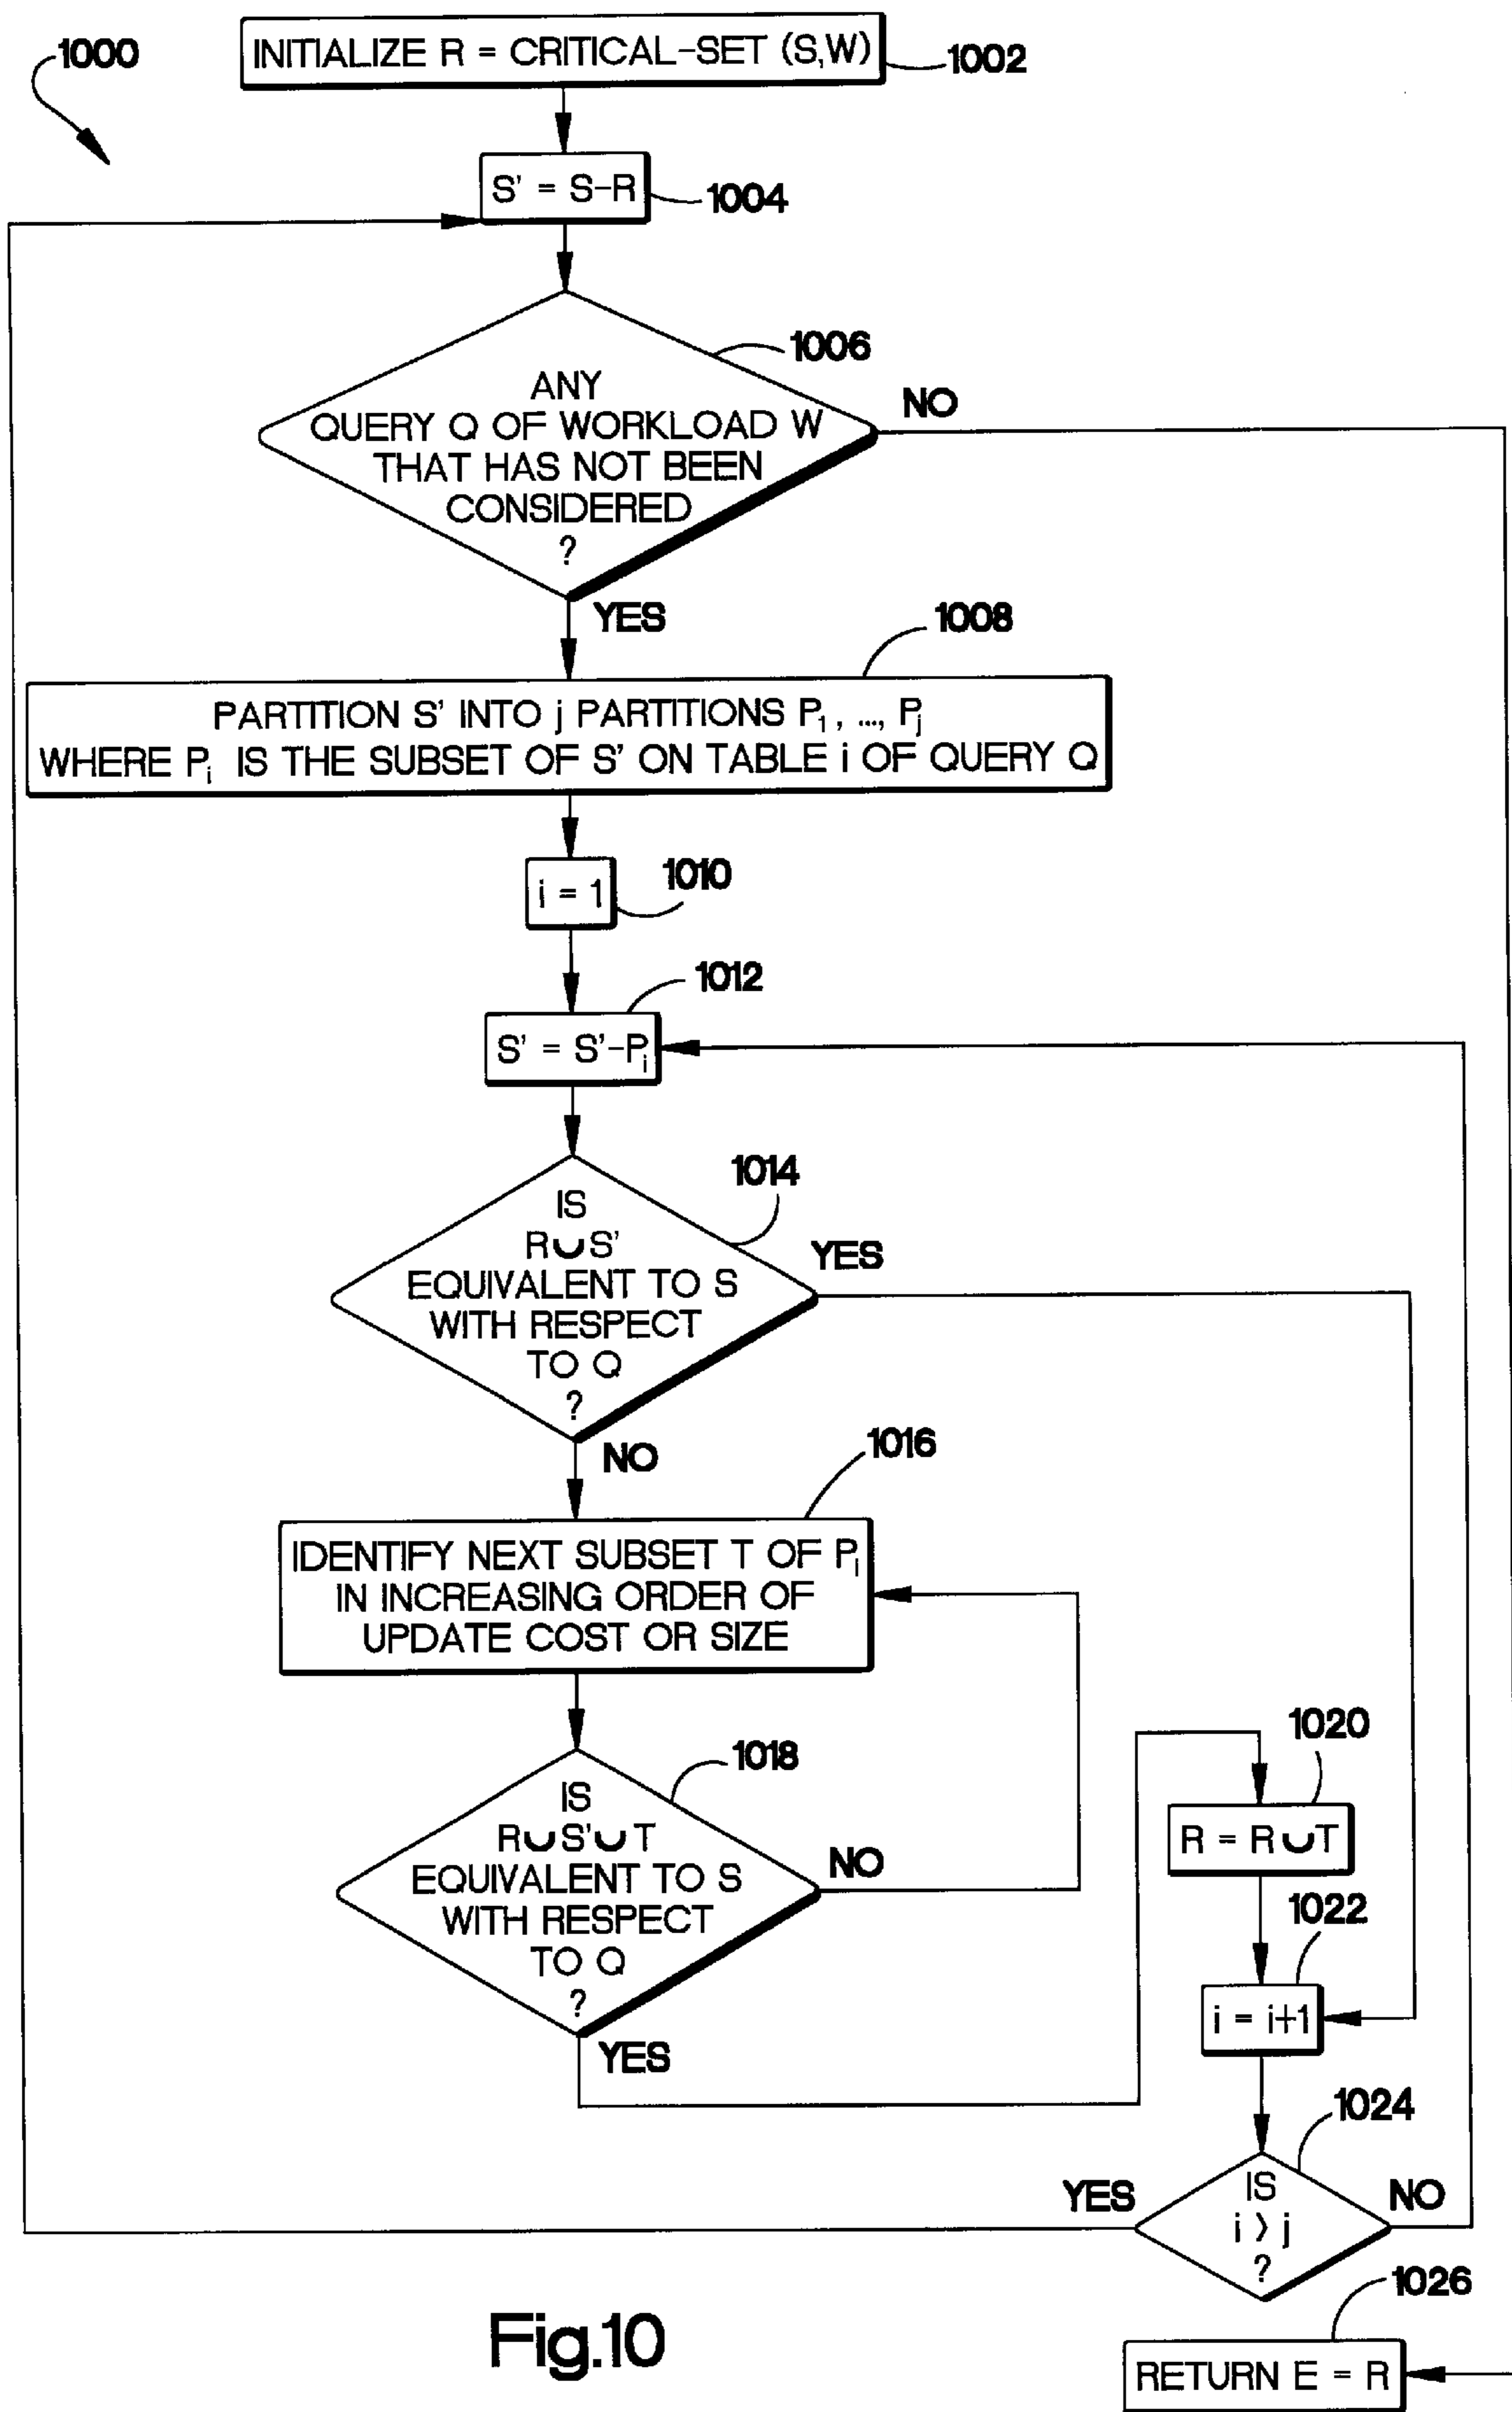 1000
INITIALIZE R = CRITICAL-SET (S,W)
1002
S' = S-R
1004
1006
ANY
QUERY Q OF WORKLOAD W
THAT HAS NOT BEEN
CONSIDERED
?
NO
YES
1008
PARTITION S' INTO j PARTITIONS P₁ , ..., Pⱼ
WHERE Pᵢ IS THE SUBSET OF S' ON TABLE i OF QUERY Q
i = 1
1010
1012
S' = S'-Pᵢ
1014
IS
R∪S'
EQUIVALENT TO S
WITH RESPECT
TO Q
?
YES
NO
1016
IDENTIFY NEXT SUBSET T OF Pᵢ
IN INCREASING ORDER OF
UPDATE COST OR SIZE
1018
IS
R∪S'∪T
EQUIVALENT TO S
WITH RESPECT
TO Q
?
NO
YES
1020
R = R∪T
1022
i = i+1
1024
IS
i > j
?
YES
NO
1026
RETURN E = R
Fig.10